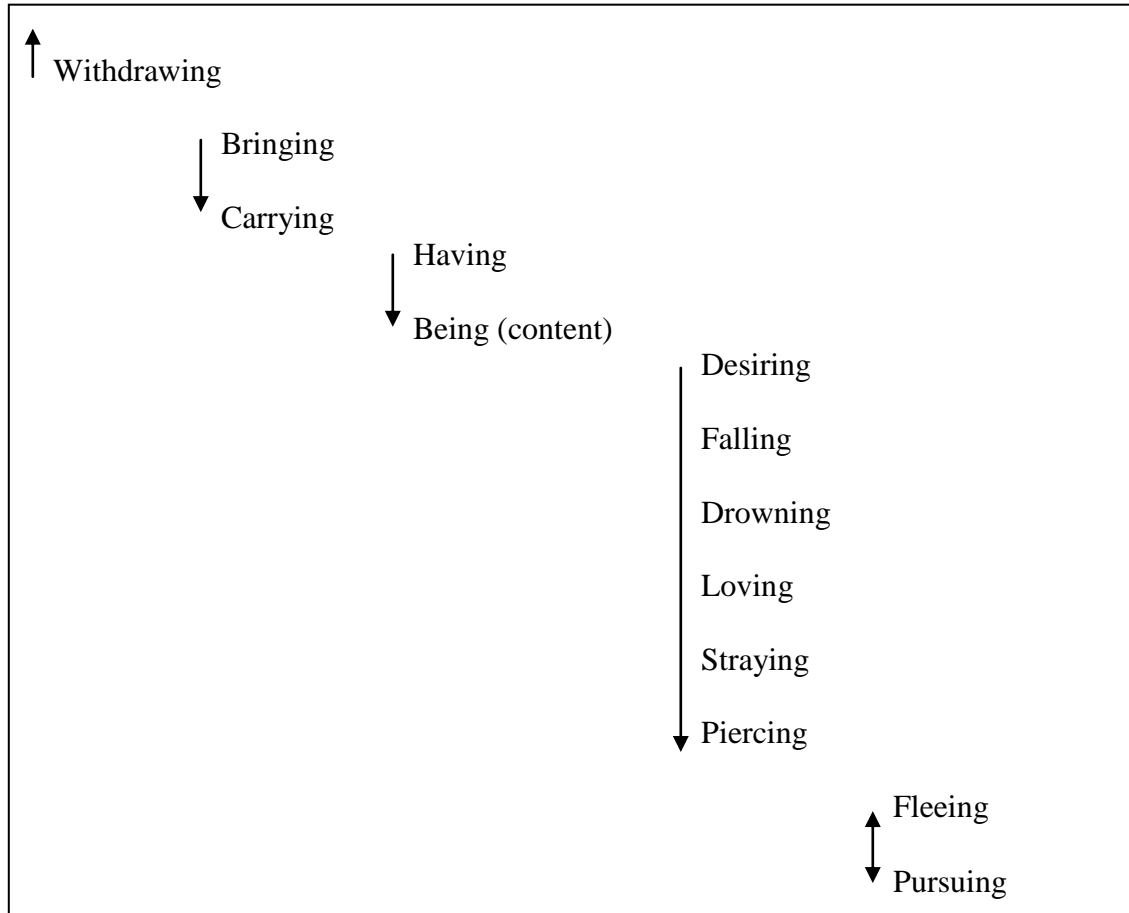 Withdrawing
Bringing
Carrying
Having
Being (content)
Desiring
Falling
Drowning
Loving
Straying
Piercing
Fleeing
Pursuing